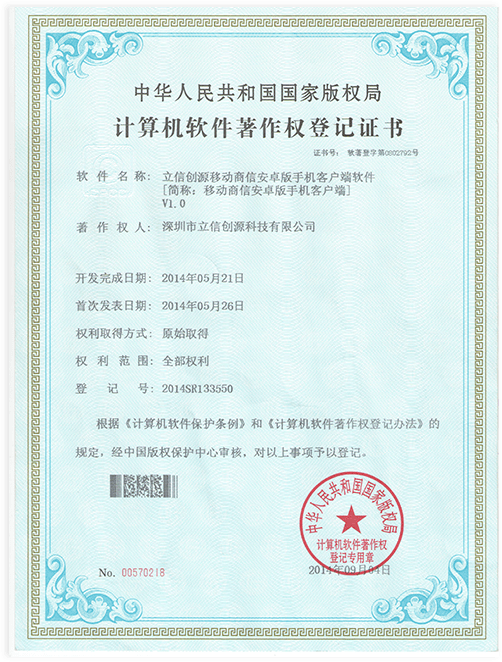 中华人民共和国国家版权局
计算机软件著作权登记证书
证书号： 软著登字第0802792号
软件名称： 立信创源移动商信安卓版手机客户端软件
[简称：移动商信安卓版手机客户端]
V1.0
著作权人： 深圳市立信创源科技有限公司
开发完成日期： 2014年05月21日
首次发表日期： 2014年05月26日
权利取得方式： 原始取得
权利范围： 全部权利
登记号： 2014SR133550
根据《计算机软件保护条例》和《计算机软件著作权登记办法》的
规定，经中国版权保护中心审核，对以上事项予以登记。
中华人民共和国国家版权局
计算机软件著作权
登记专用章
No. 00570218
2014年09月04日